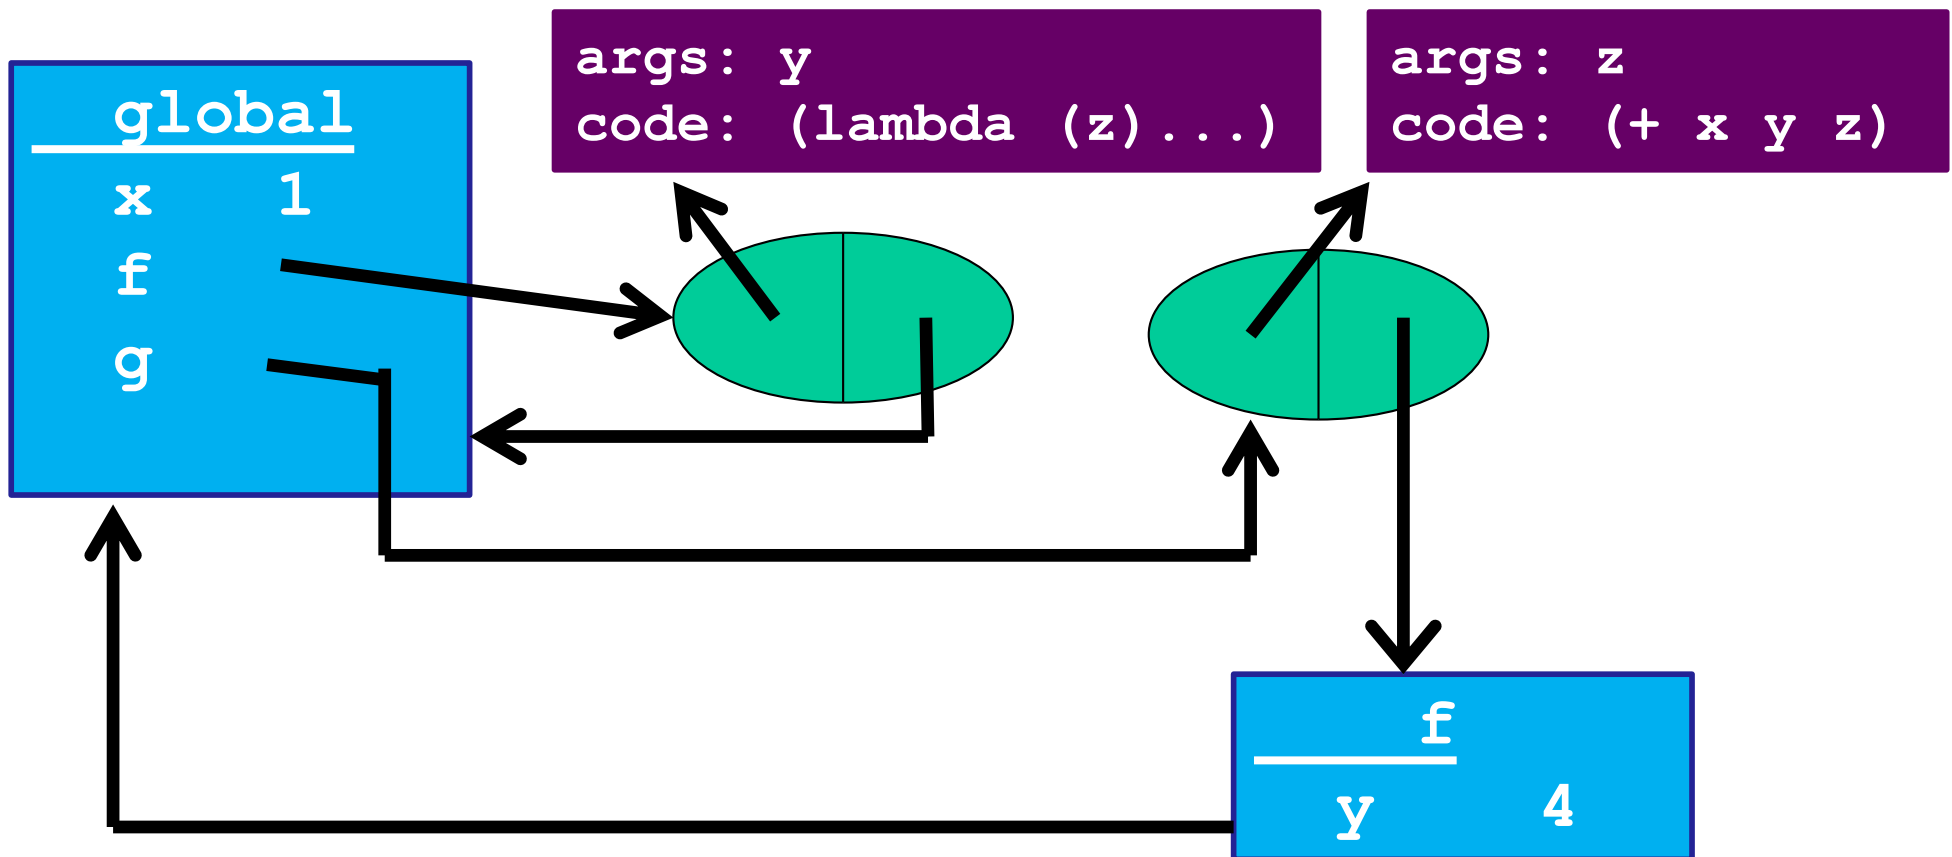 global
x 1
f
g
args: y
code: (lambda (z)...)
args: z
code: (+ x y z)
f
y 4